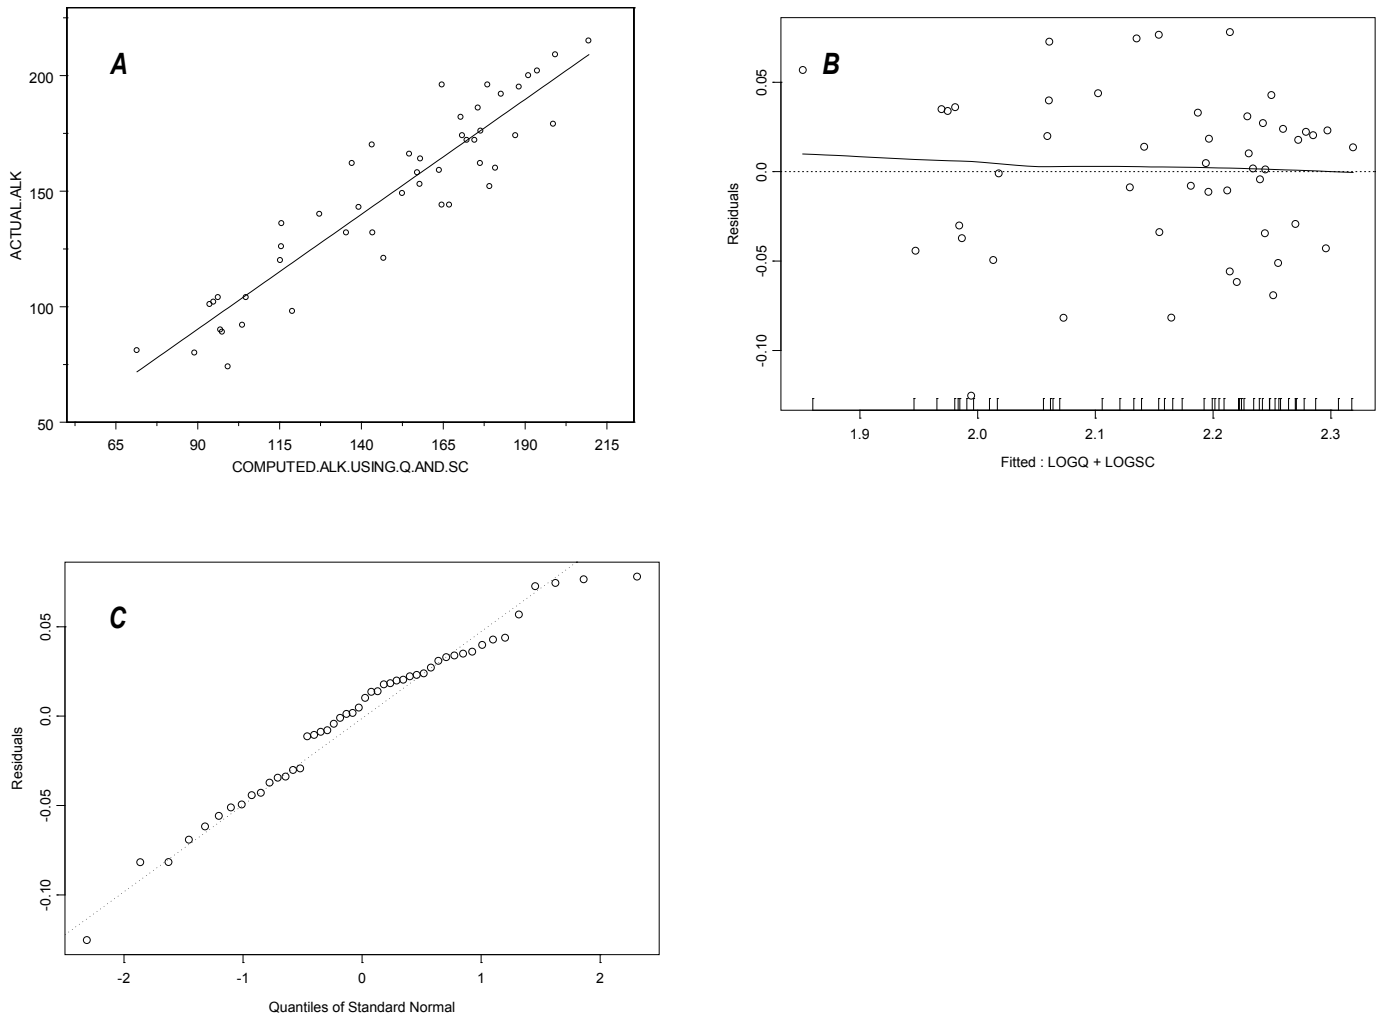 A
ACTUAL.ALK
200
150
100
50
65 90 115 140 165 190 215
COMPUTED.ALK.USING.Q.AND.SC
B
Residuals
0.05
0.0
-0.05
-0.10
1.9 2.0 2.1 2.2 2.3
Fitted : LOGQ + LOGSC
C
Residuals
0.05
0.0
-0.05
-0.10
-2 -1 0 1 2
Quantiles of Standard Normal